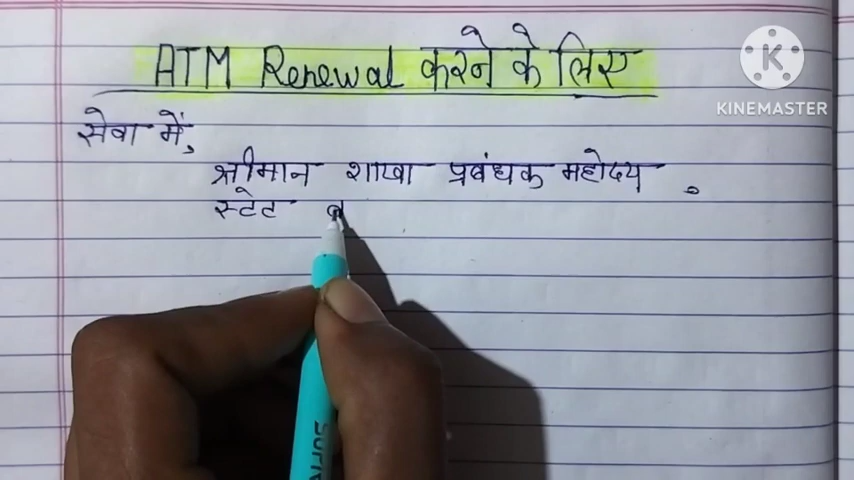 ATM Renewal करने के लिए
KINEMASTER
सेवा में,
श्रीमान शाखा प्रबंधक महोदय
स्टेट ब